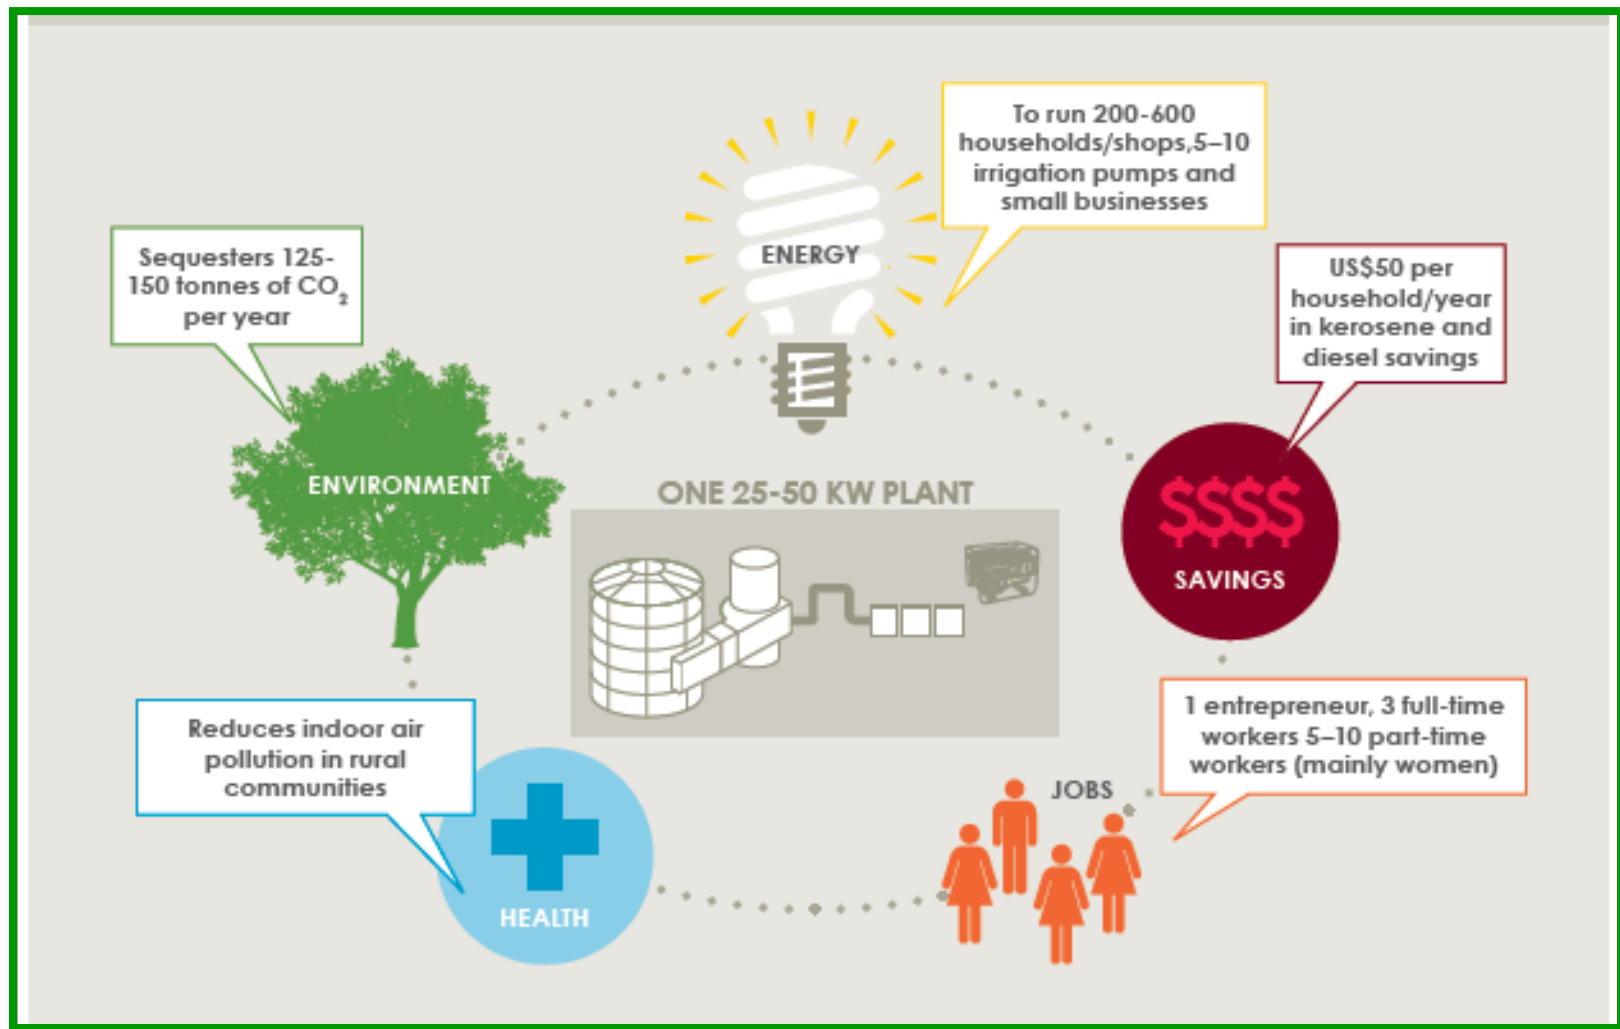 To run 200-600
households/shops,5–10
irrigation pumps and
small businesses
ENERGY
Sequesters 125-
150 tonnes of CO₂
per year
ENVIRONMENT
US$50 per
household/year
in kerosene and
diesel savings
$$$$
SAVINGS
ONE 25-50 KW PLANT
Reduces indoor air
pollution in rural
communities
HEALTH
1 entrepreneur, 3 full-time
workers 5–10 part-time
workers (mainly women)
JOBS